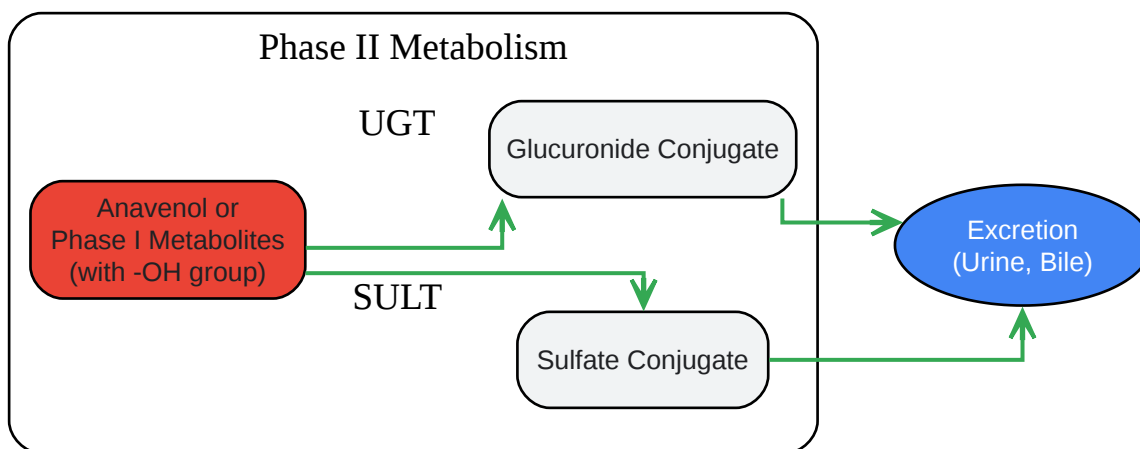 Phase II Metabolism
UGT
Glucuronide Conjugate
Anavenol or
Phase I Metabolites
(with -OH group)
Excretion
(Urine, Bile)
SULT
Sulfate Conjugate